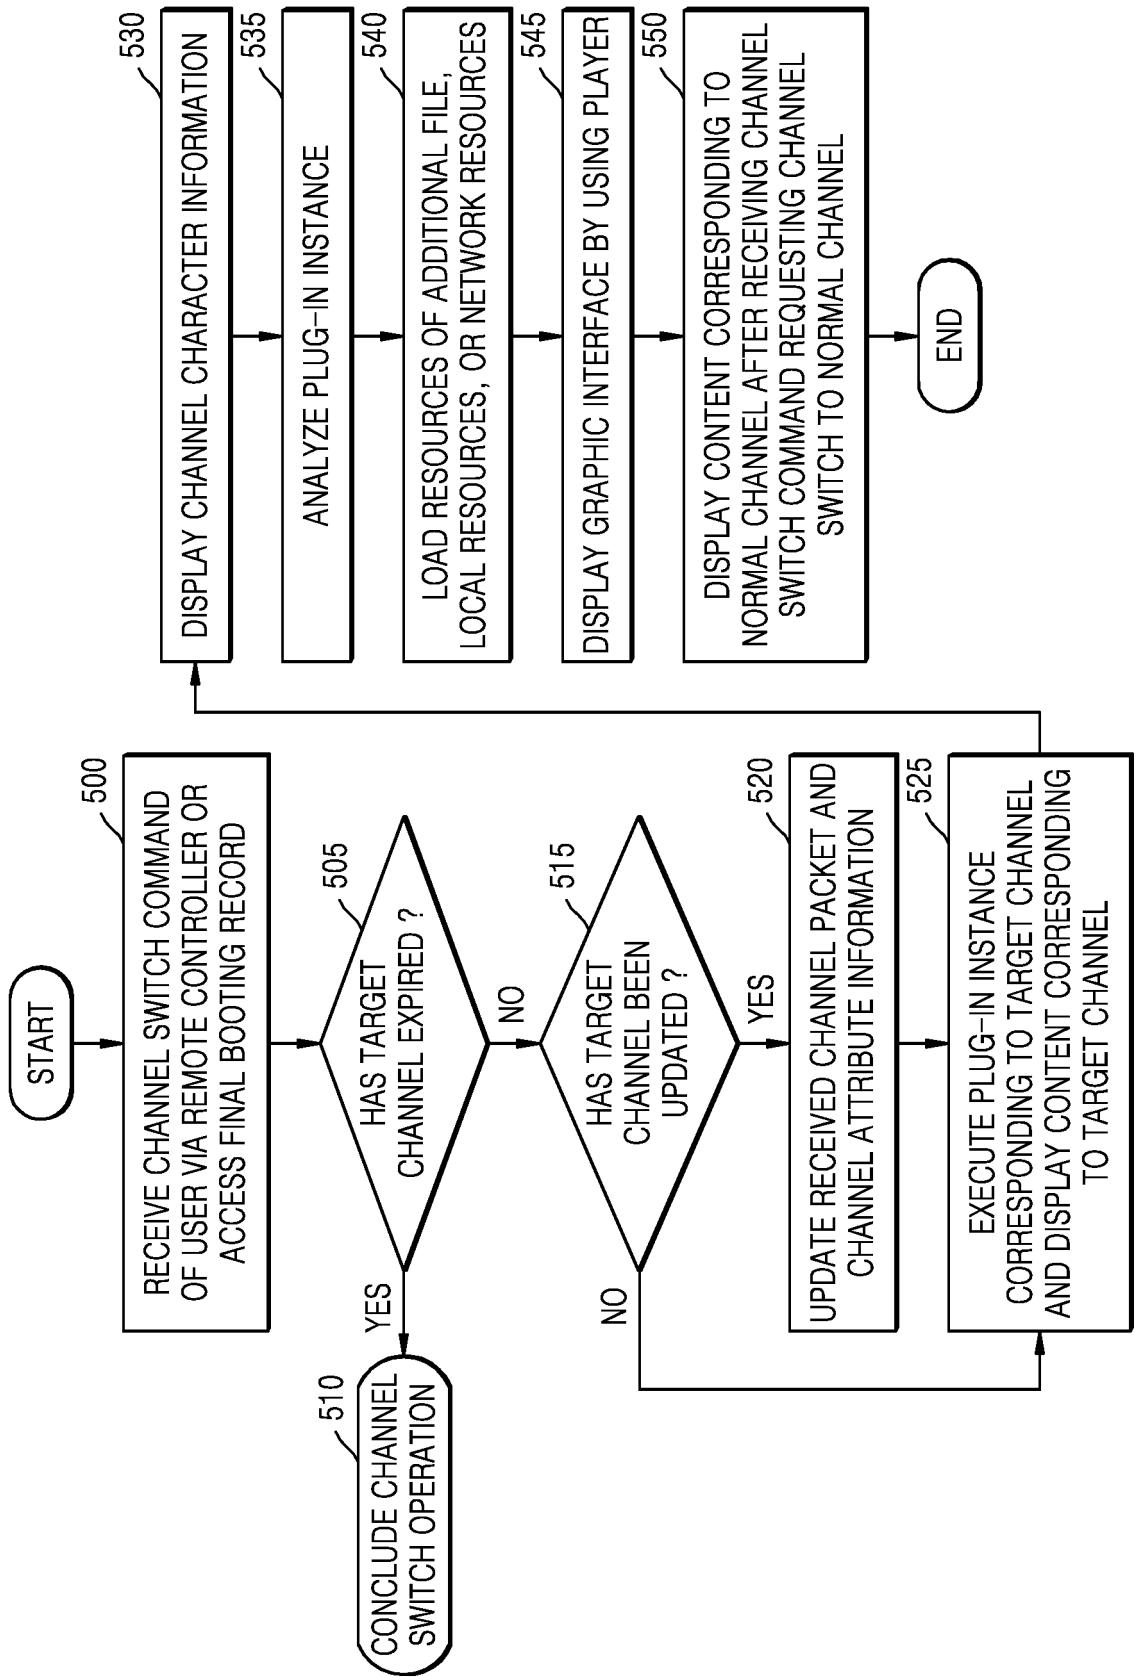 START
500
RECEIVE CHANNEL SWITCH COMMAND
OF USER VIA REMOTE CONTROLLER OR
ACCESS FINAL BOOTING RECORD
505
HAS TARGET
CHANNEL EXPIRED ?
YES
510
CONCLUDE CHANNEL
SWITCH OPERATION
NO
515
HAS TARGET
CHANNEL BEEN
UPDATED ?
NO
YES
520
UPDATE RECEIVED CHANNEL PACKET AND
CHANNEL ATTRIBUTE INFORMATION
525
EXECUTE PLUG-IN INSTANCE
CORRESPONDING TO TARGET CHANNEL
AND DISPLAY CONTENT CORRESPONDING
TO TARGET CHANNEL
530
DISPLAY CHANNEL CHARACTER INFORMATION
535
ANALYZE PLUG-IN INSTANCE
540
LOAD RESOURCES OF ADDITIONAL FILE,
LOCAL RESOURCES, OR NETWORK RESOURCES
545
DISPLAY GRAPHIC INTERFACE BY USING PLAYER
550
DISPLAY CONTENT CORRESPONDING TO
NORMAL CHANNEL AFTER RECEIVING CHANNEL
SWITCH COMMAND REQUESTING CHANNEL
SWITCH TO NORMAL CHANNEL
END